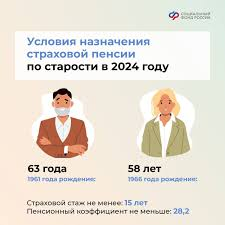 СОЦИАЛЬНЫЙ
ФОНД РОССИИ
Условия назначения
страховой пенсии
по старости в 2024 году
63 года
1961 года рождения:
58 лет
1966 года рождения:
Страховой стаж не менее: 15 лет
Пенсионный коэффициент не меньше: 28,2